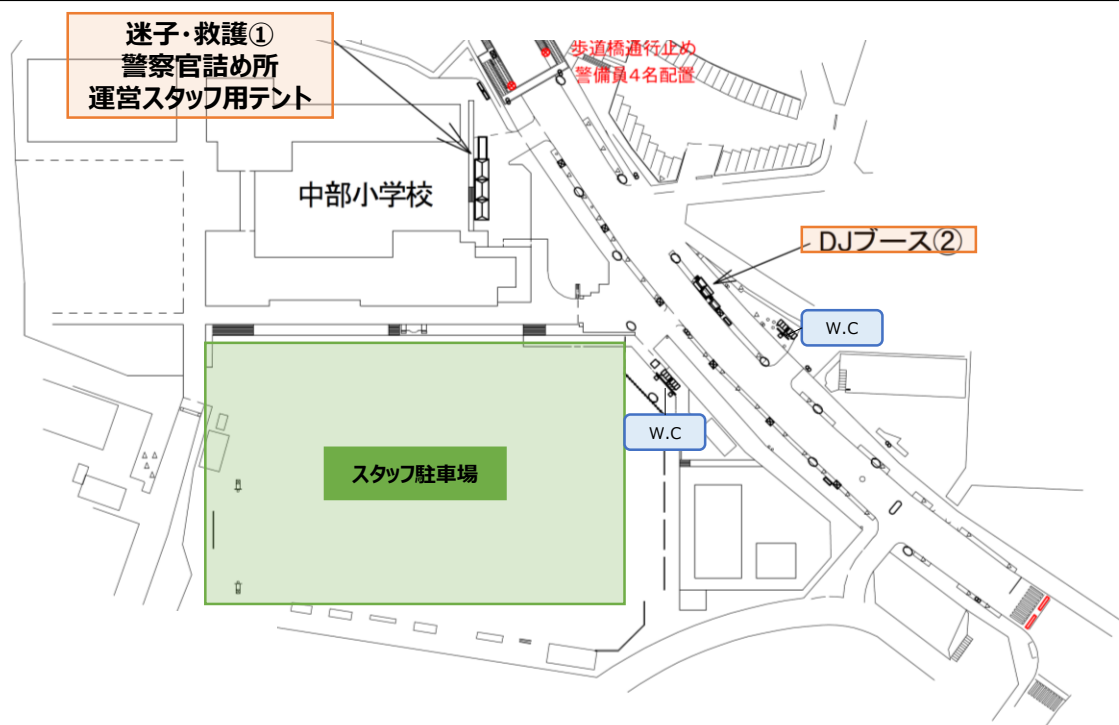 迷子・救護①
警察官詰め所
運営スタッフ用テント
歩道橋通行止め
警備員4名配置
中部小学校
DJブース②
W.C
W.C
スタッフ駐車場